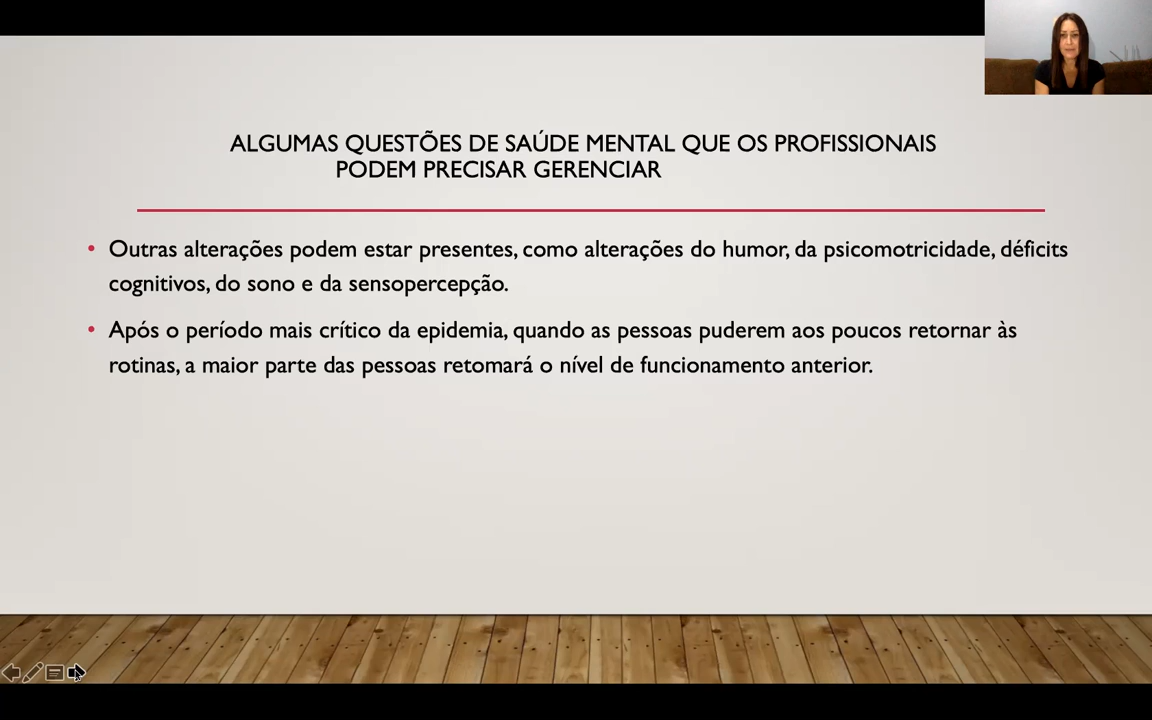 ALGUMAS QUESTÕES DE SAÚDE MENTAL QUE OS PROFISSIONAIS
PODEM PRECISAR GERENCIAR
• Outras alterações podem estar presentes, como alterações do humor, da psicomotricidade, déficits
cognitivos, do sono e da sensopercepção.
• Após o período mais crítico da epidemia, quando as pessoas puderem aos poucos retornar às
rotinas, a maior parte das pessoas retomará o nível de funcionamento anterior.